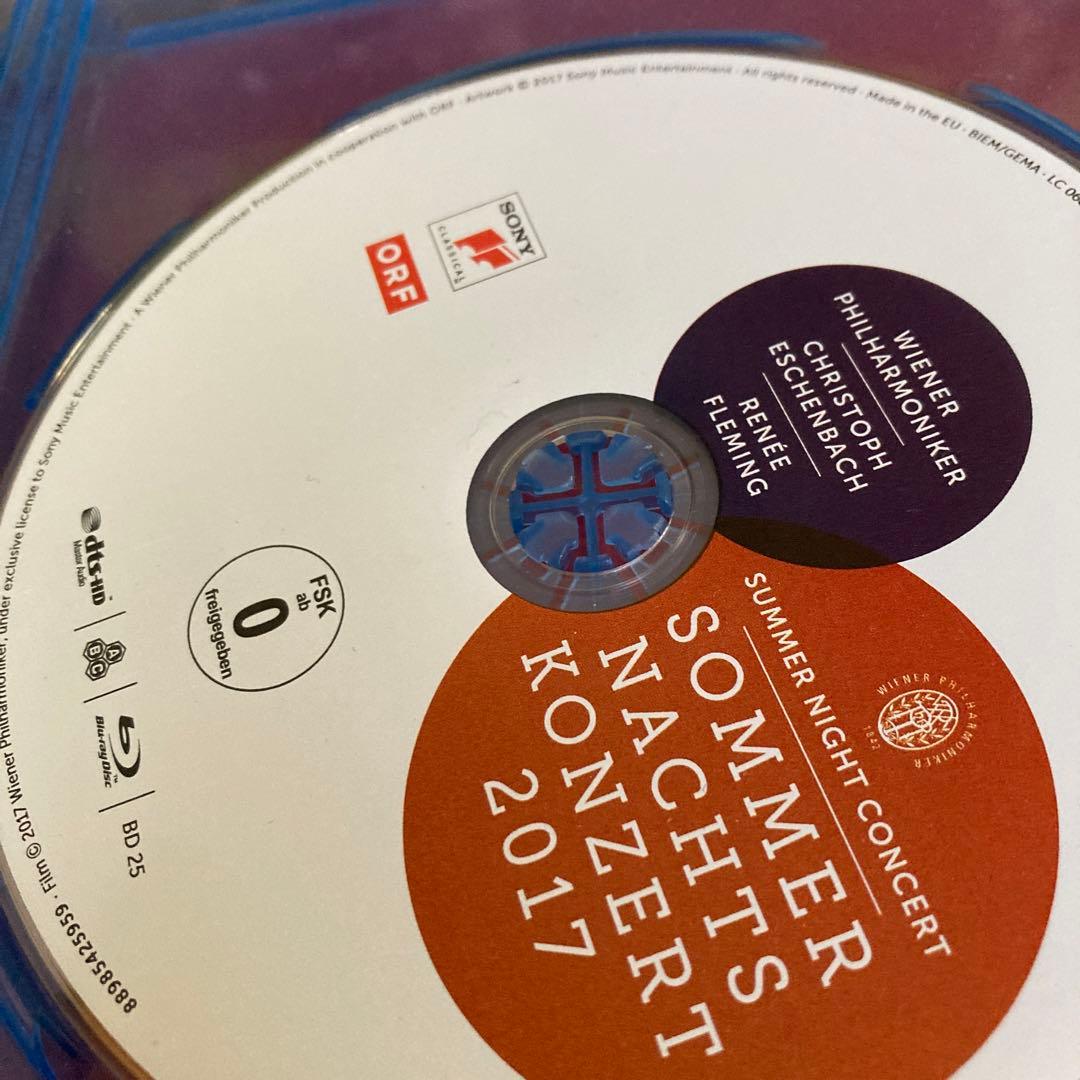 WIENER
PHILHARMONIKER
CHRISTOPH
ESCHENBACH
RENÉE
FLEMING
SUMMER NIGHT CONCERT
SOMMER
NACHTS
KONZERT
2017
WIENER PHILHARMONIKER
1842
SONY
CLASSICAL
ORF
FSK
ab
0
freigegeben
dts-HD™
Master Audio
A
B C
Blu-ray Disc™
BD 25
88985425959 · Film ℗ © 2017 Wiener Philharmoniker, under exclusive license to Sony Music Entertainment · A Wiener Philharmoniker Production in cooperation with ORF · Artwork © 2017 Sony Music Entertainment · All rights reserved · Made in the EU · BIEM/GEMA · LC